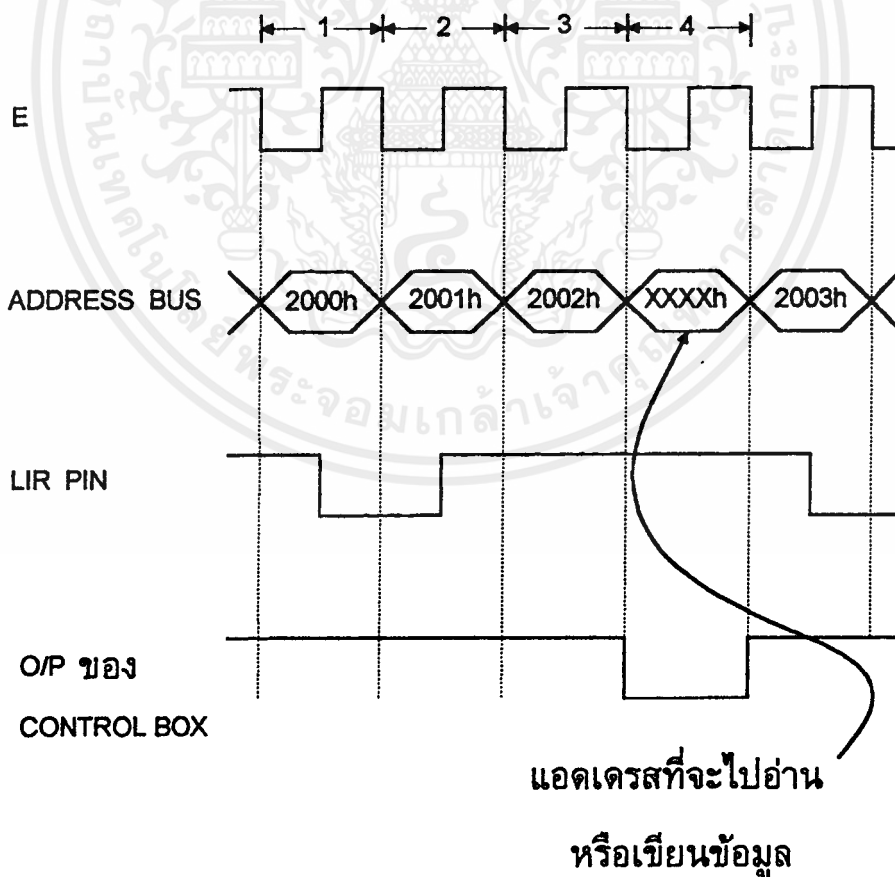 1 2 3 4
E
ADDRESS BUS 2000h 2001h 2002h XXXXh 2003h
LIR PIN
O/P ของ
CONTROL BOX
แอดเดรสที่จะไปอ่าน
หรือเขียนข้อมูล